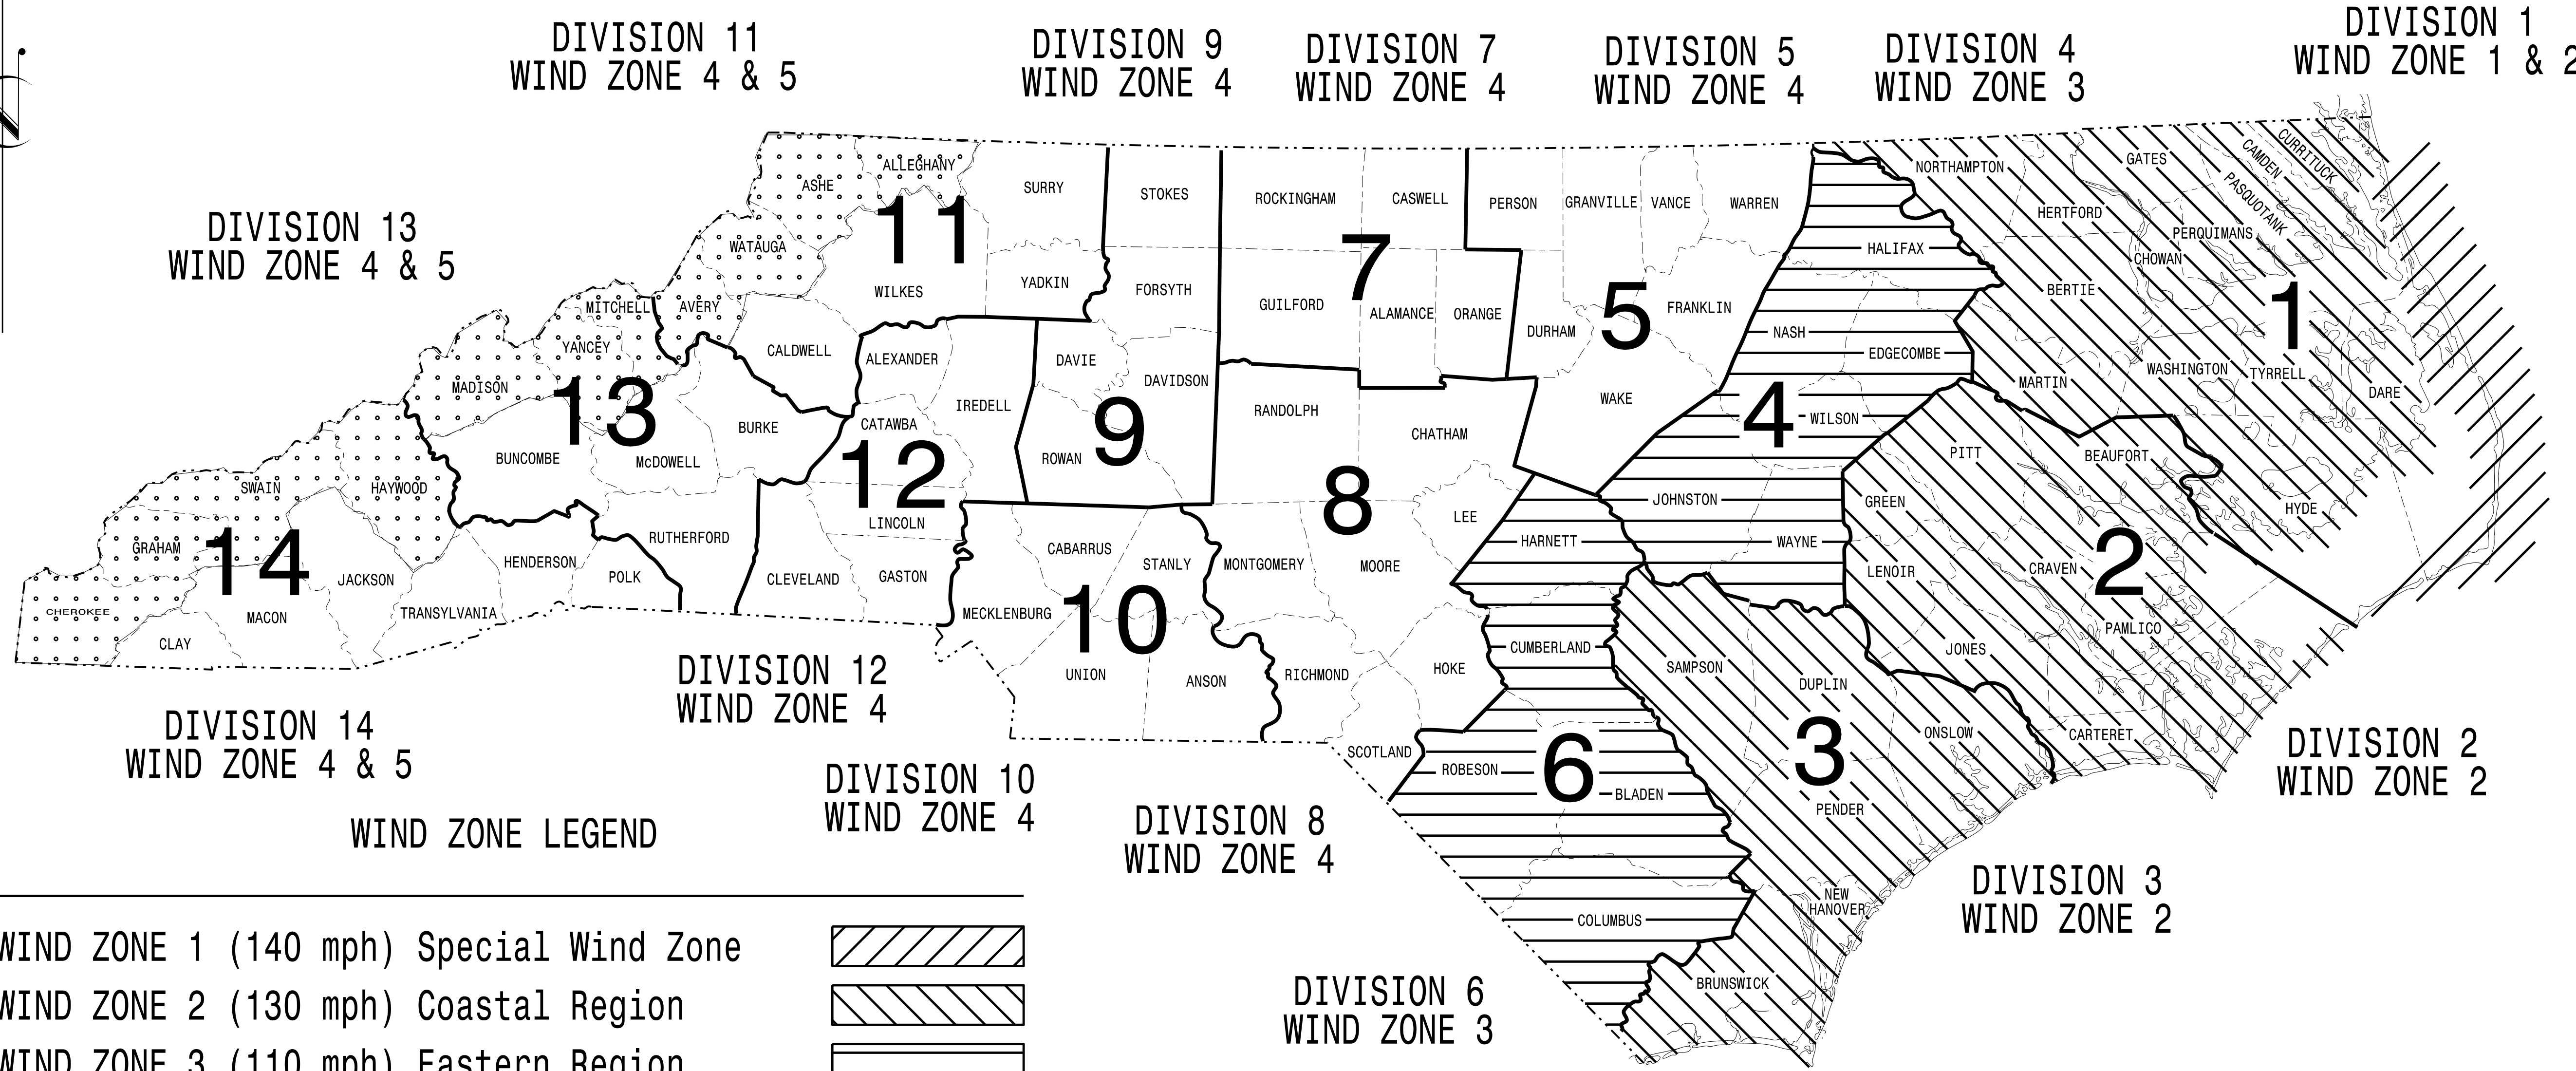 DIVISION 11
WIND ZONE 4 & 5
DIVISION 9
WIND ZONE 4
DIVISION 7
WIND ZONE 4
DIVISION 5
WIND ZONE 4
DIVISION 4
WIND ZONE 3
DIVISION 1
WIND ZONE 1 & 2
DIVISION 13
WIND ZONE 4 & 5
ALLEGHANY
ASHE
SURRY
STOKES
ROCKINGHAM
CASWELL
PERSON
GRANVILLE
VANCE
WARREN
NORTHAMPTON
GATES
CAMDEN
CURRITUCK
PASQUOTANK
HERTFORD
PERQUIMANS
CHOWAN
HALIFAX
BERTIE
WATAUGA
11
WILKES
YADKIN
FORSYTH
7
GUILFORD
ALAMANCE
ORANGE
DURHAM
5
FRANKLIN
NASH
EDGECOMBE
1
MITCHELL
AVERY
YANCEY
CALDWELL
ALEXANDER
DAVIE
DAVIDSON
MADISON
13
IREDELL
9
RANDOLPH
CHATHAM
WAKE
4
WILSON
MARTIN
WASHINGTON
TYRRELL
DARE
BURKE
CATAWBA
BUNCOMBE
McDOWELL
12
ROWAN
PITT
BEAUFORT
SWAIN
HAYWOOD
LINCOLN
8
LEE
JOHNSTON
GREEN
HYDE
GRAHAM
14
JACKSON
HENDERSON
RUTHERFORD
POLK
CLEVELAND
GASTON
CABARRUS
STANLY
MONTGOMERY
MOORE
HARNETT
WAYNE
LENOIR
CRAVEN
2
CHEROKEE
MACON
CLAY
TRANSYLVANIA
MECKLENBURG
10
UNION
ANSON
RICHMOND
HOKE
CUMBERLAND
SAMPSON
DUPLIN
JONES
PAMLICO
SCOTLAND
ROBESON
6
BLADEN
3
PENDER
ONSLOW
CARTERET
NEW
HANOVER
COLUMBUS
BRUNSWICK
DIVISION 12
WIND ZONE 4
DIVISION 14
WIND ZONE 4 & 5
DIVISION 10
WIND ZONE 4
DIVISION 8
WIND ZONE 4
DIVISION 2
WIND ZONE 2
DIVISION 3
WIND ZONE 2
DIVISION 6
WIND ZONE 3
WIND ZONE LEGEND
WIND ZONE 1 (140 mph) Special Wind Zone
WIND ZONE 2 (130 mph) Coastal Region
WIND ZONE 3 (110 mph) Eastern Region